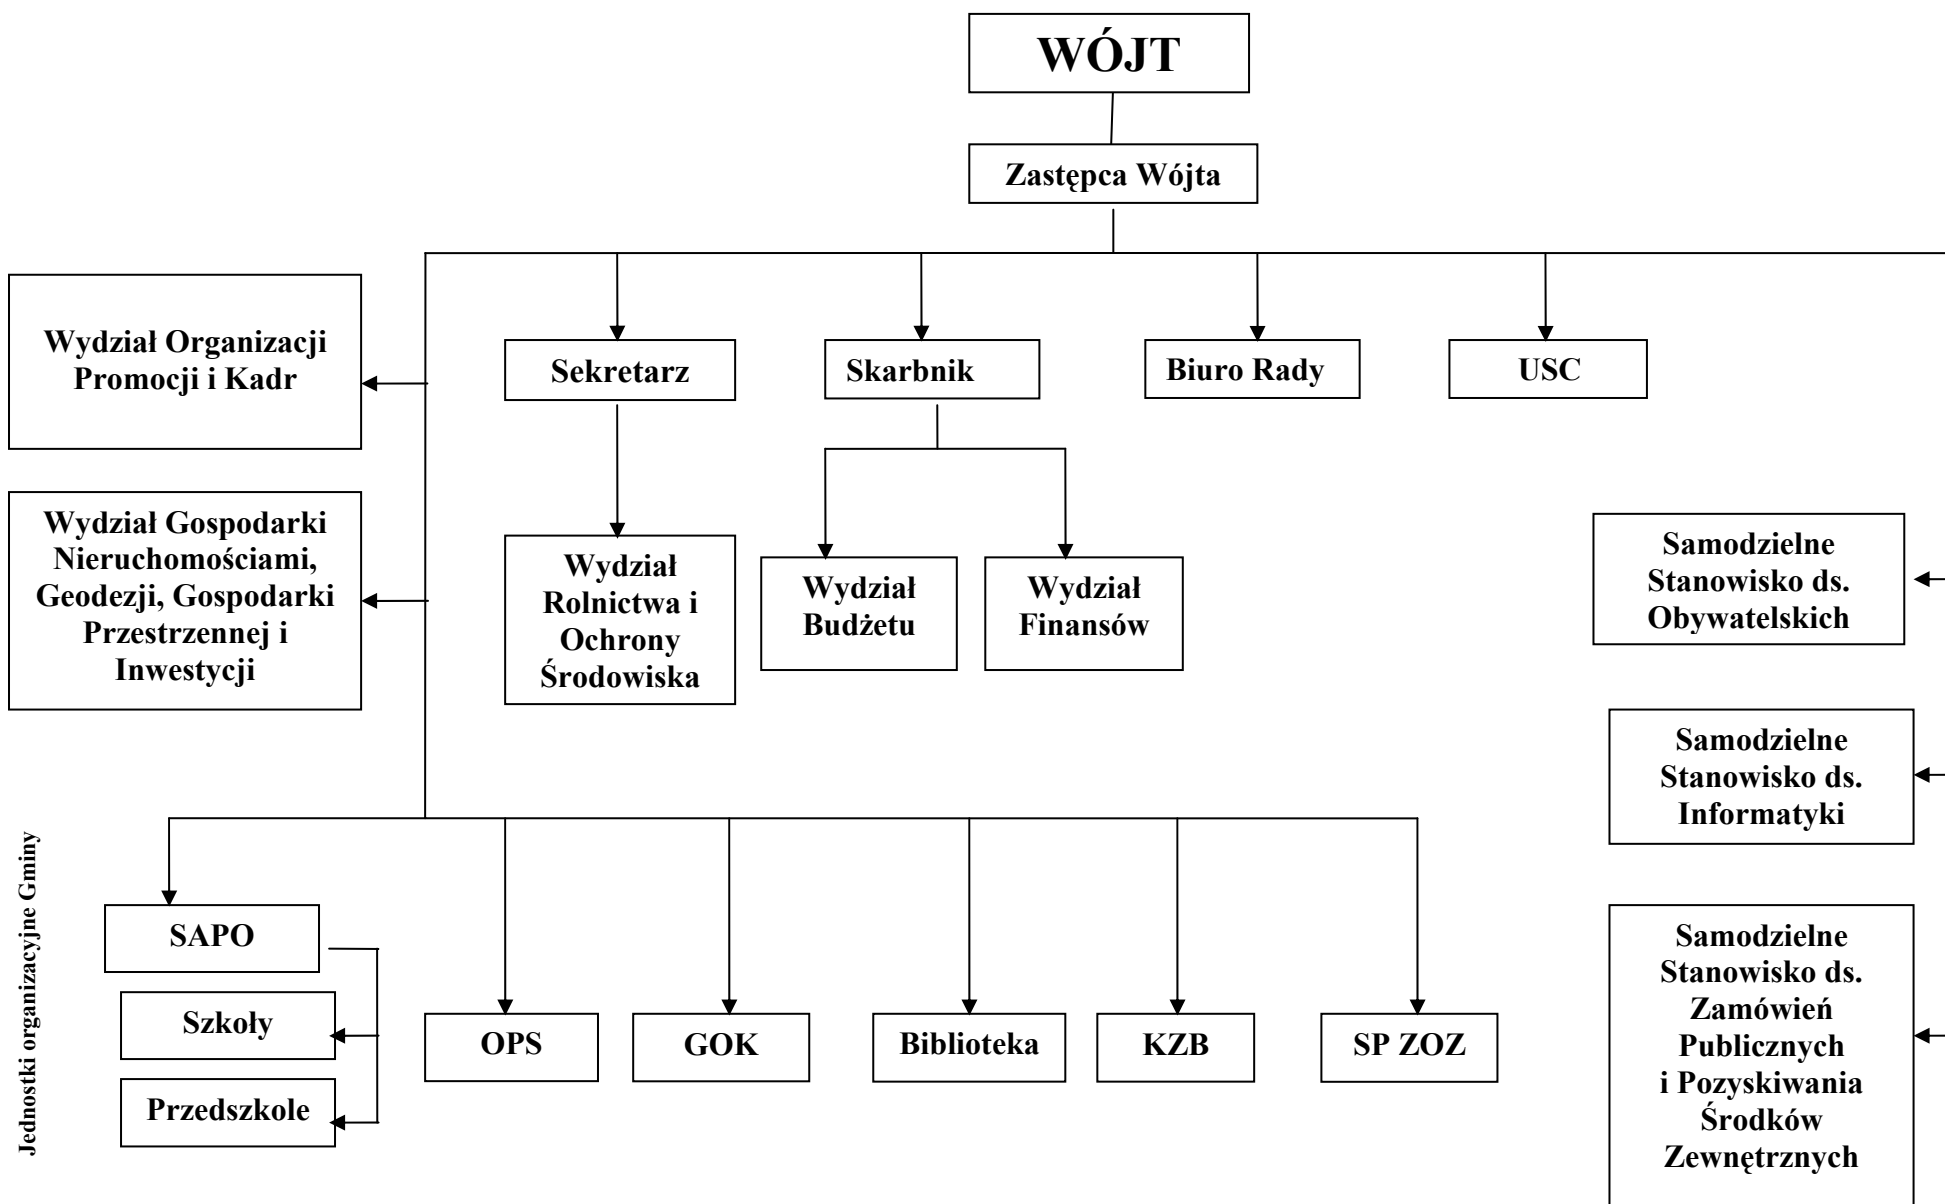 WÓJT
Zastępca Wójta
Wydział Organizacji
Promocji i Kadr
Sekretarz
Skarbnik
Biuro Rady
USC
Wydział Gospodarki
Nieruchomościami,
Geodezji, Gospodarki
Przestrzennej i
Inwestycji
Wydział
Rolnictwa i
Ochrony
Środowiska
Wydział
Budżetu
Wydział
Finansów
Samodzielne
Stanowisko ds.
Obywatelskich
Samodzielne
Stanowisko ds.
Informatyki
Jednostki organizacyjne Gminy
SAPO
Szkoły
Przedszkole
OPS
GOK
Biblioteka
KZB
SP ZOZ
Samodzielne
Stanowisko ds.
Zamówień
Publicznych
i Pozyskiwania
Środków
Zewnętrznych